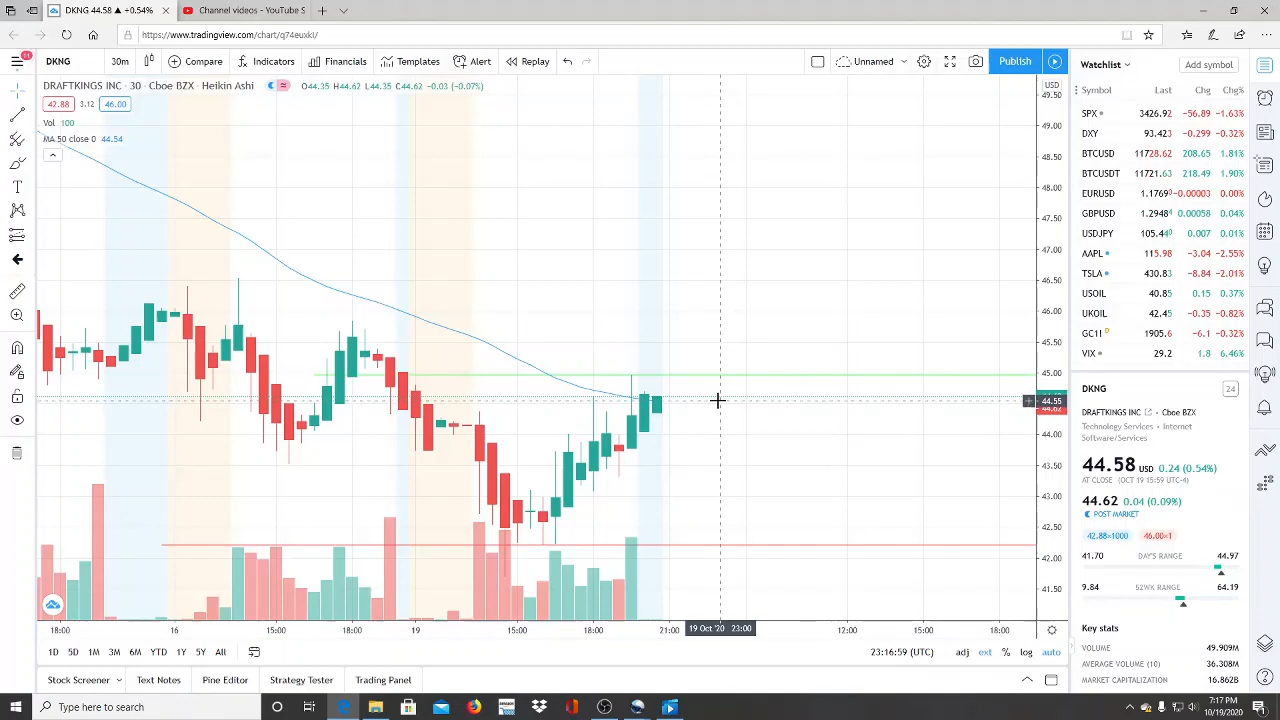 DKNG 44.58 ▲ +0.54%
Channel videos - YouTube S
https://www.tradingview.com/chart/q74euxkl/
11
DKNG 30m Compare Indicators Financials Templates Alert Replay Unnamed Publish
DRAFTKINGS INC • 30 • Cboe BZX • Heikin Ashi O44.35 H44.62 L44.35 C44.62 -0.03 (-0.07%)
42.88 3.12 46.00
Vol 100
MA 50 close 0 44.54
USD
49.50
49.00
48.50
48.00
47.50
47.00
46.50
46.00
45.50
45.00
44.55
44.62
44.00
43.50
43.00
42.50
42.00
41.50
18:00 16 15:00 18:00 19 15:00 18:00 21:00 19 Oct '20 23:00 12:00 15:00 18:00
1D 5D 1M 3M 6M YTD 1Y 5Y All 23:16:59 (UTC) adj ext % log auto
Stock Screener Text Notes Pine Editor Strategy Tester Trading Panel
Watchlist Add symbol
Symbol Last Chg Chg%
SPX 3426.92 -56.89 -1.63%
DXY 93.423 -0.299 -0.32%
BTCUSD 11728.62 208.65 1.81%
BTCUSDT 11721.63 218.49 1.90%
EURUSD 1.17690 -0.00003 0.00%
GBPUSD 1.29484 0.00058 0.04%
USDJPY 105.440 0.007 0.01%
AAPL 115.98 -3.04 -2.55%
TSLA 430.83 -8.84 -2.01%
USOIL 40.85 0.15 0.37%
UKOIL 42.45 -0.35 -0.82%
GC1! 1905.6 -6.1 -0.32%
VIX 29.2 1.8 6.46%
DKNG 24
DRAFTKINGS INC • Cboe BZX
Technology Services • Internet
Software/Services
44.58 USD 0.24 (0.54%)
AT CLOSE (OCT 19 15:59 UTC-4)
44.62 0.04 (0.09%)
POST MARKET
42.88×1000 46.00×1
41.70 DAY'S RANGE 44.97
9.84 52WK RANGE 64.19
Key stats
VOLUME 49.909M
AVERAGE VOLUME (10) 36.308M
MARKET CAPITALIZATION 16.862B
Type here to search
7:17 PM
10/19/2020